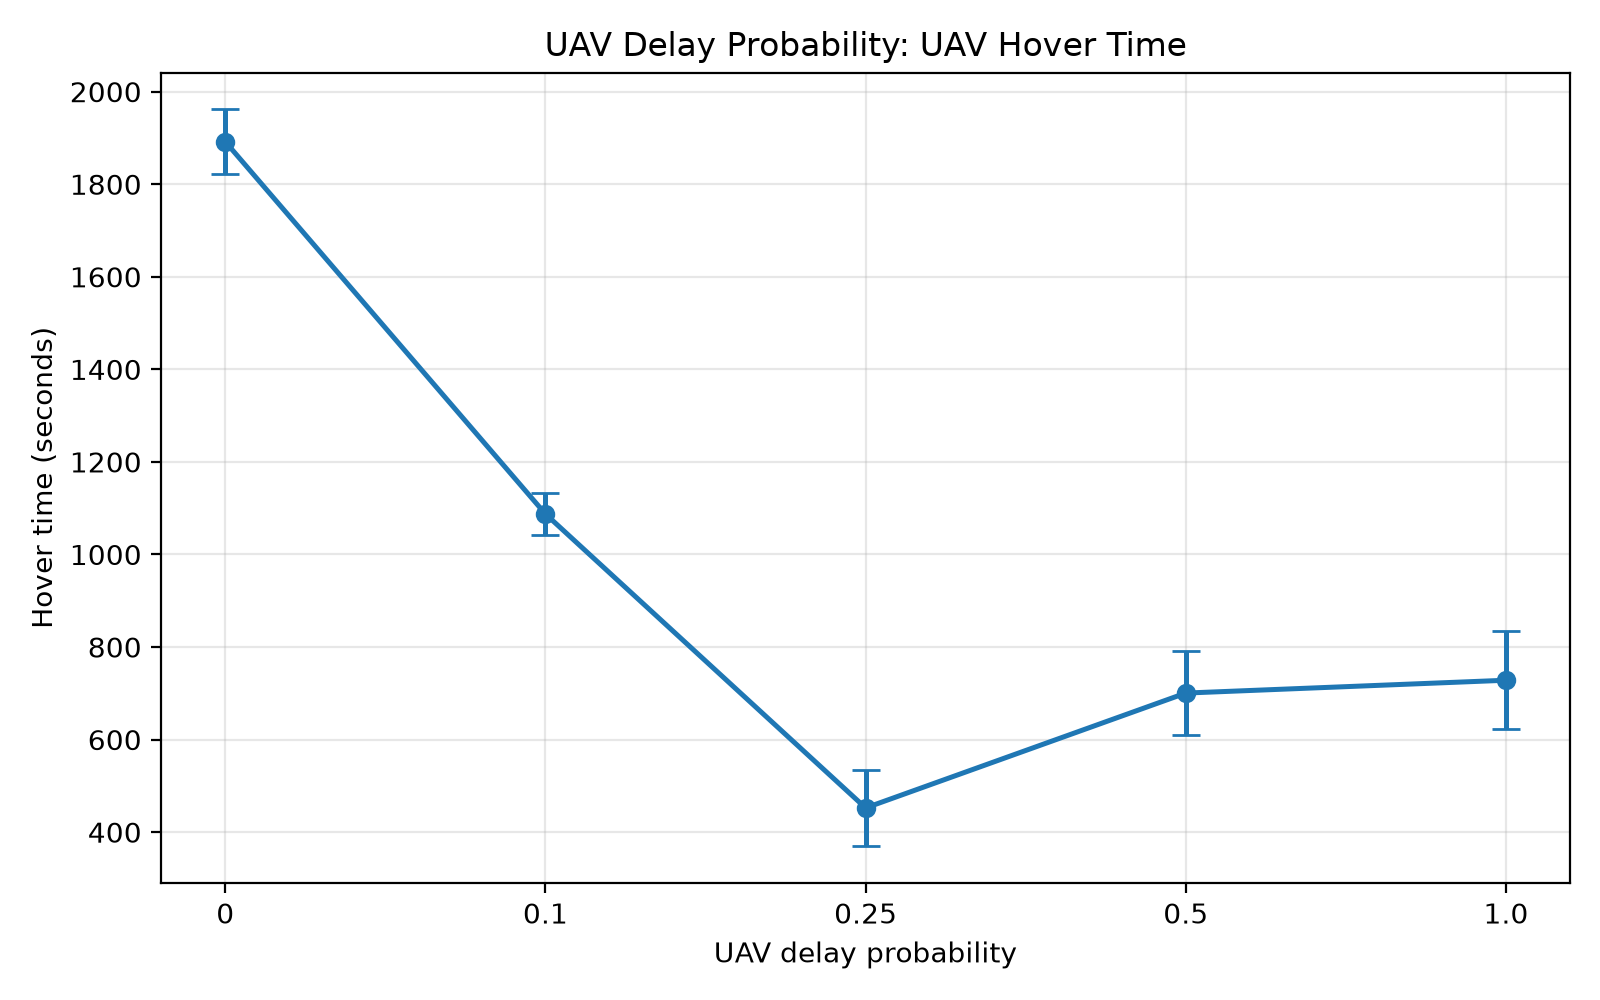 UAV Delay Probability: UAV Hover Time
Hover time (seconds)
2000
1800
1600
1400
1200
1000
800
600
400
0 0.1 0.25 0.5 1.0
UAV delay probability